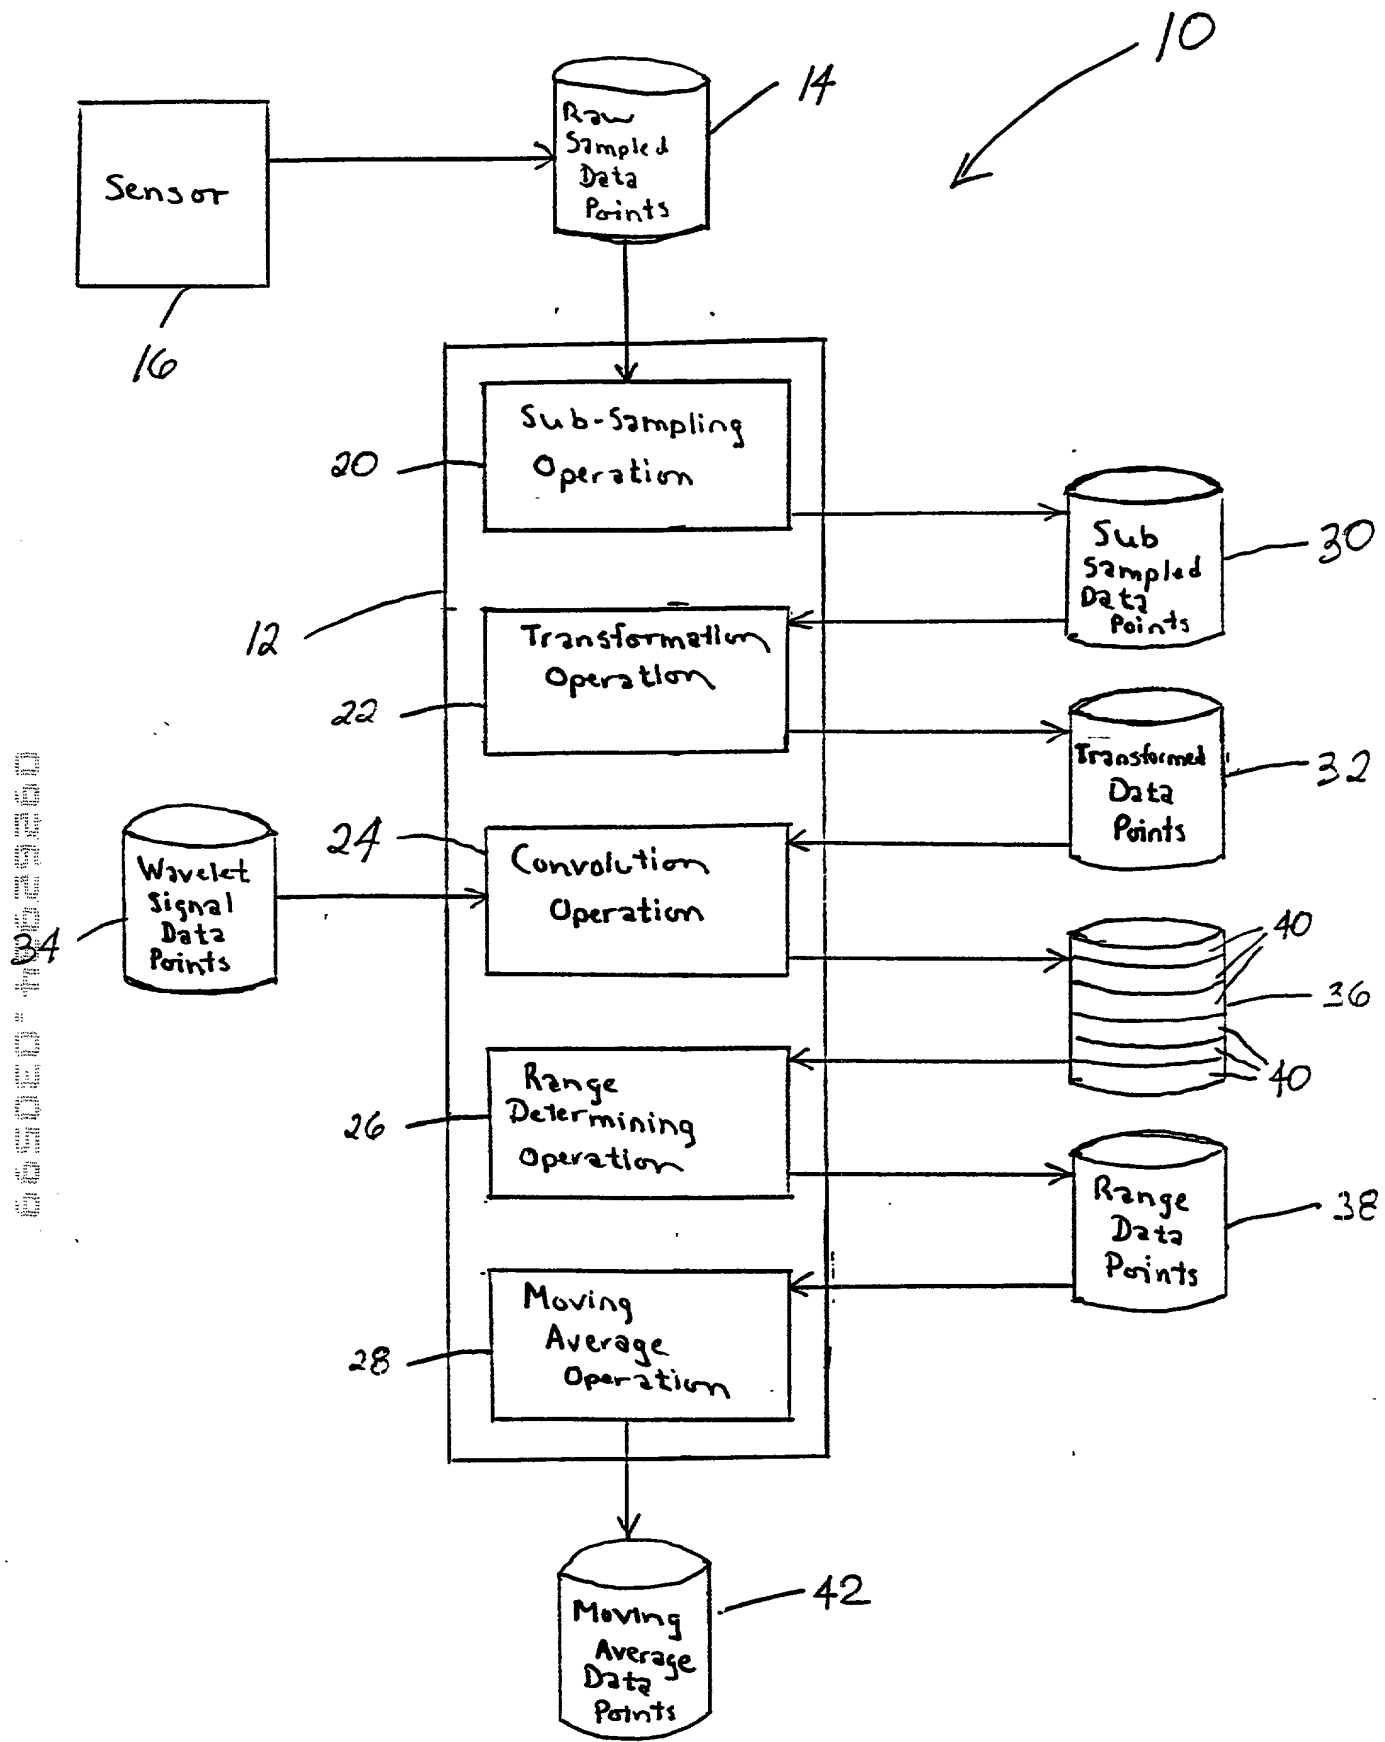 10
14
Raw
Sampled
Data
Points
Sensor
16
Sub-Sampling
Operation
20
Sub
Sampled
Data
Points
30
12
Transformation
Operation
22
Transformed
Data
Points
32
24
Convolution
Operation
Wavelet
Signal
Data
Points
34
40
36
40
Range
Determining
Operation
26
Range
Data
Points
38
Moving
Average
Operation
28
42
Moving
Average
Data
Points